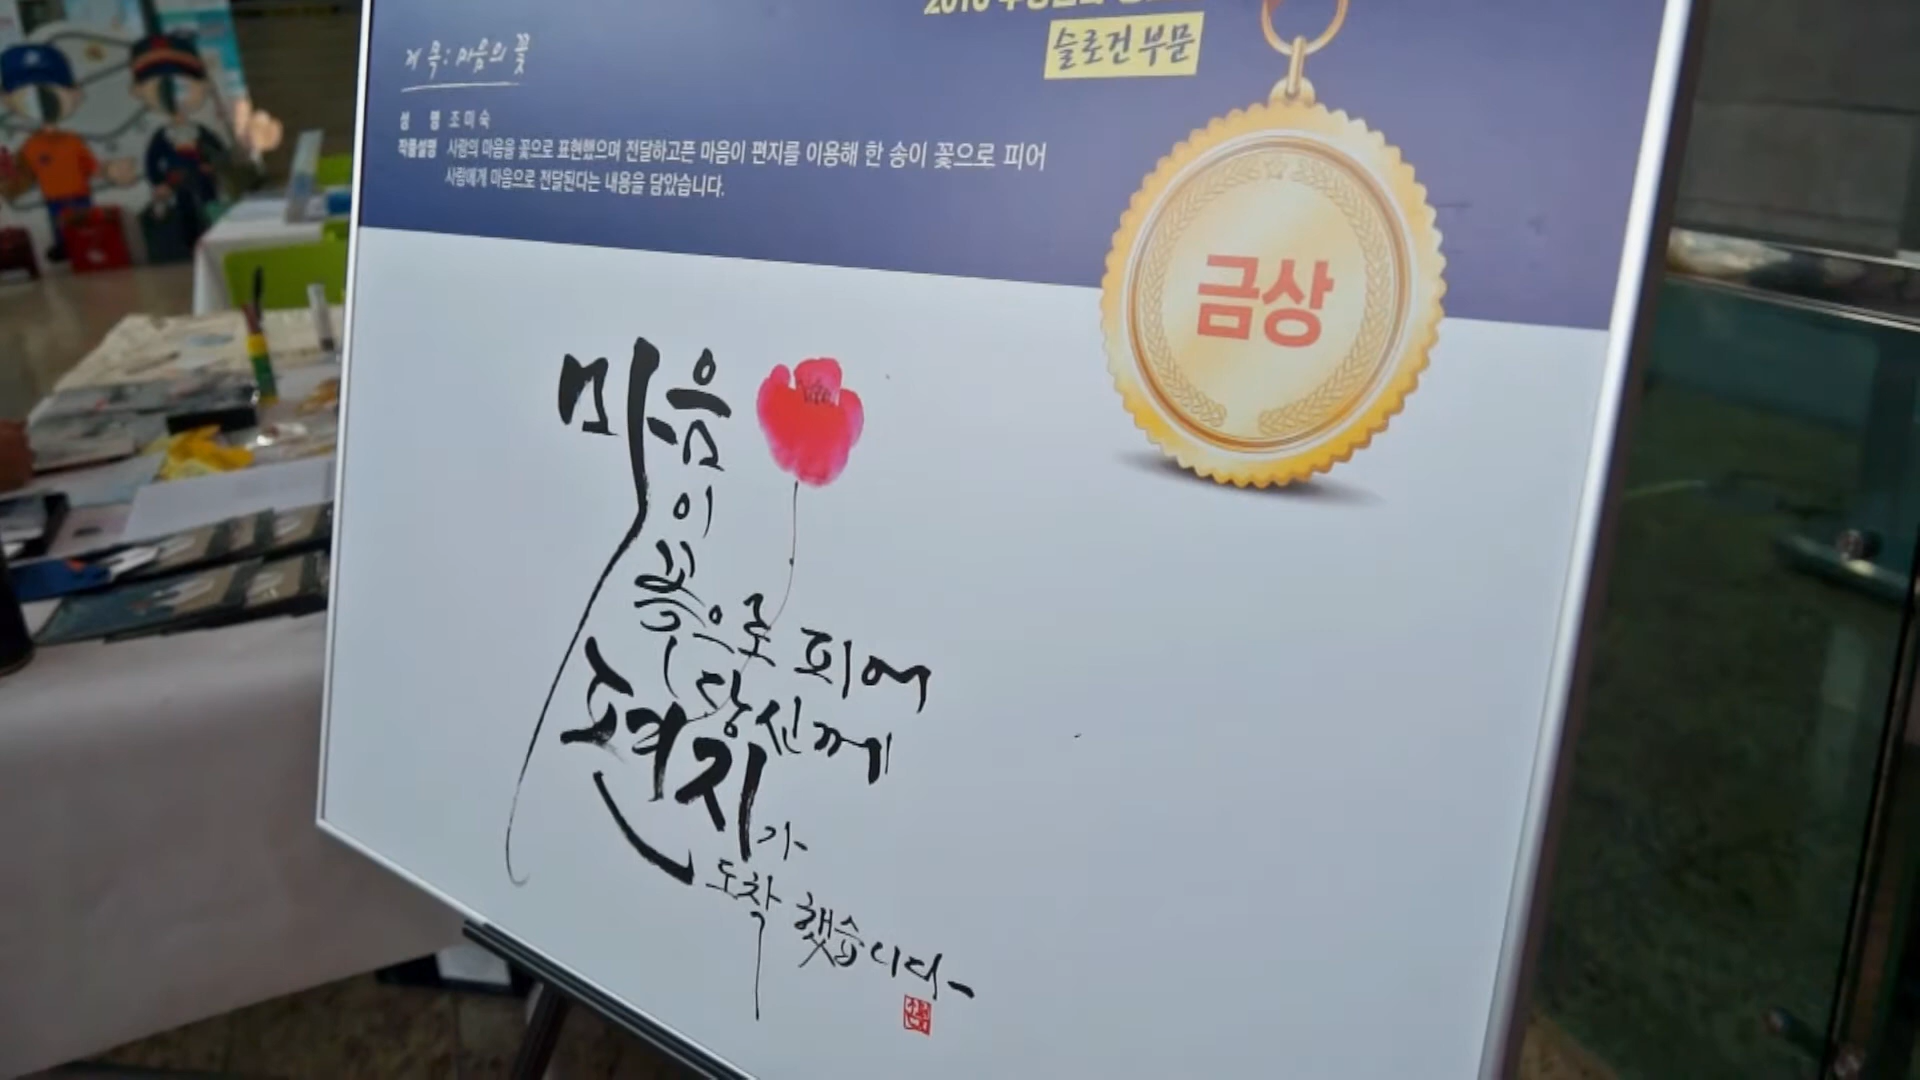 슬로건 부문
제 목 : 마음의 꽃
성 명 조미숙
작품설명 사랑의 마음을 꽃으로 표현했으며 전달하고픈 마음이 편지를 이용해 한 송이 꽃으로 피어
사람에게 마음으로 전달된다는 내용을 담았습니다.
금상
마음
이
꽃으로 피어
당신께
편지가
도착 했습니다